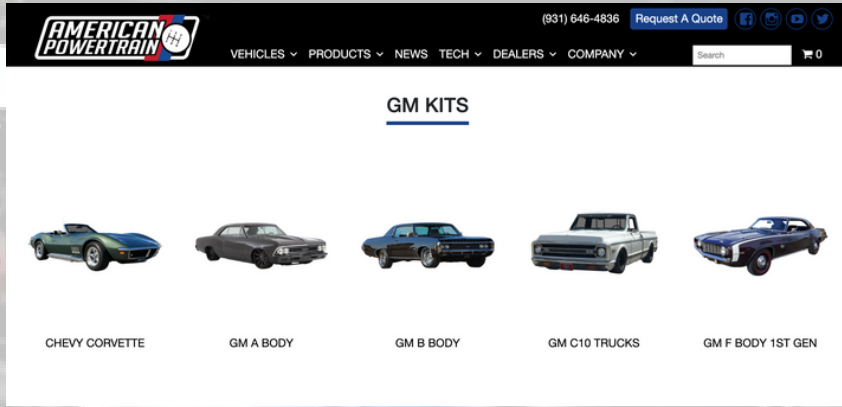 (931) 646-4836 Request A Quote
AMERICAN
POWERTRAIN
VEHICLES PRODUCTS NEWS TECH DEALERS COMPANY Search 0
GM KITS
CHEVY CORVETTE GM A BODY GM B BODY GM C10 TRUCKS GM F BODY 1ST GEN